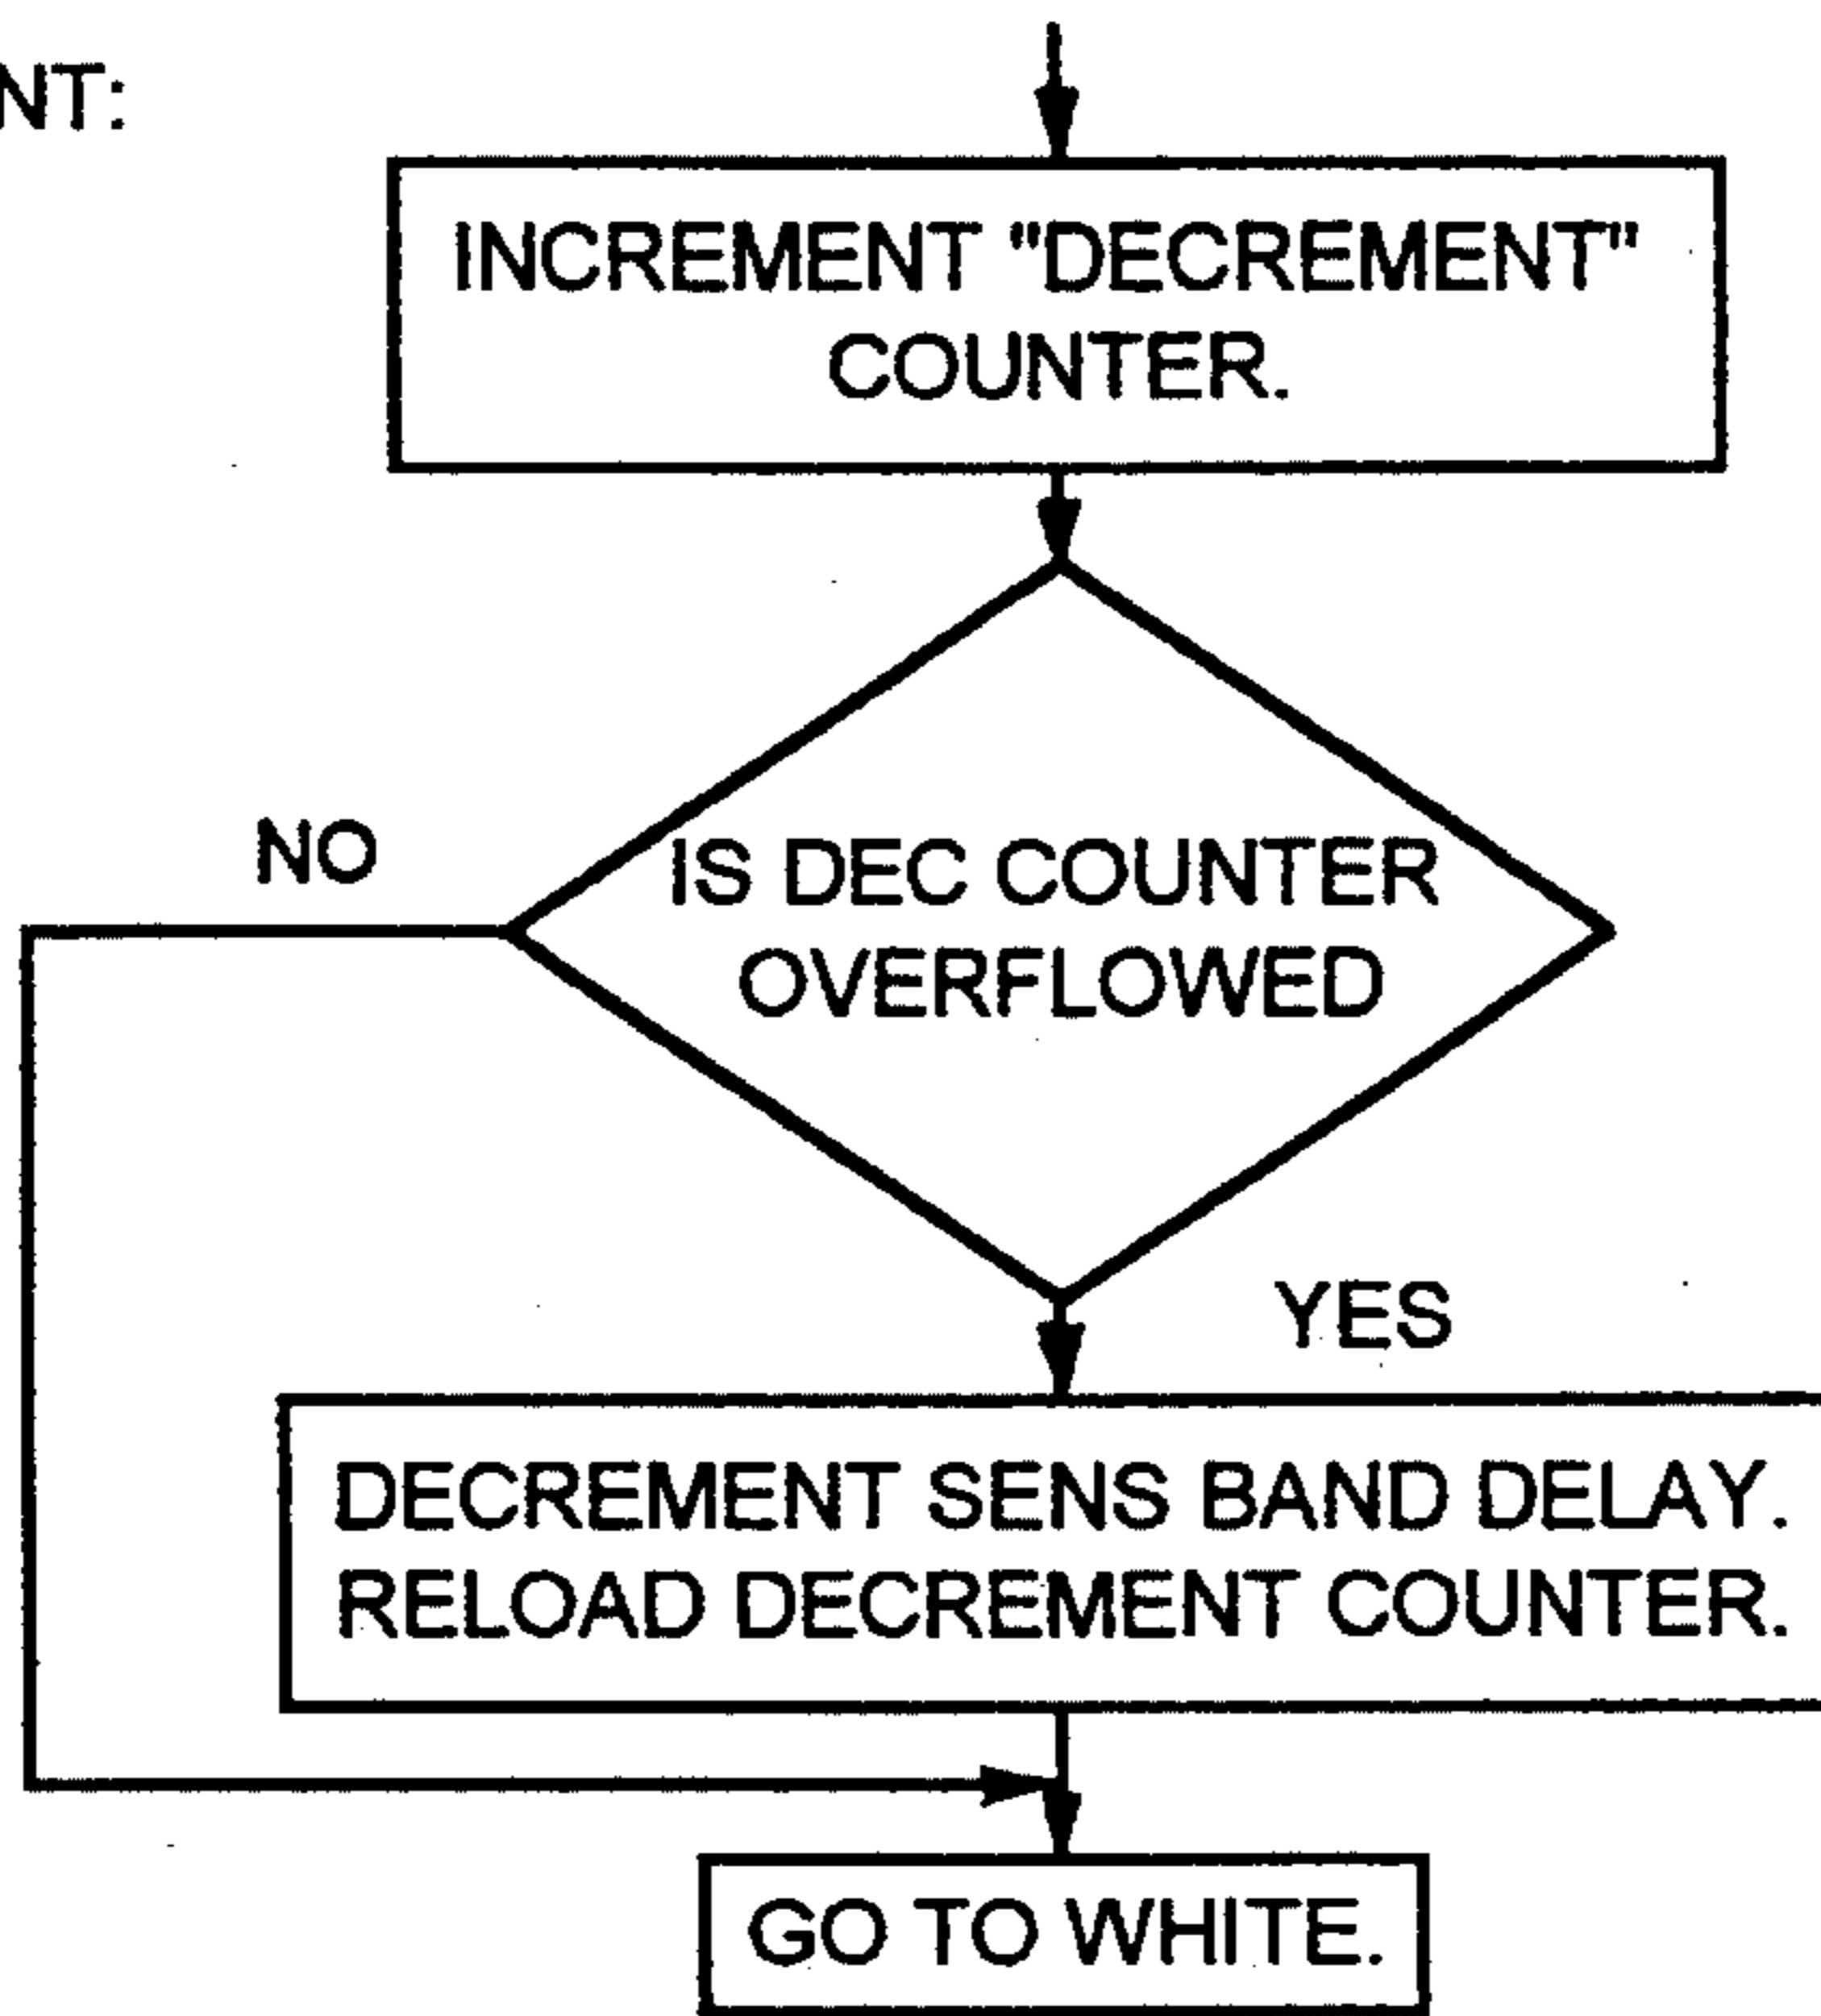 NT:
INCREMENT "DECREMENT"
COUNTER.
NO
IS DEC COUNTER
OVERFLOWED
YES
DECREMENT SENS BAND DELAY.
RELOAD DECREMENT COUNTER.
GO TO WHITE.